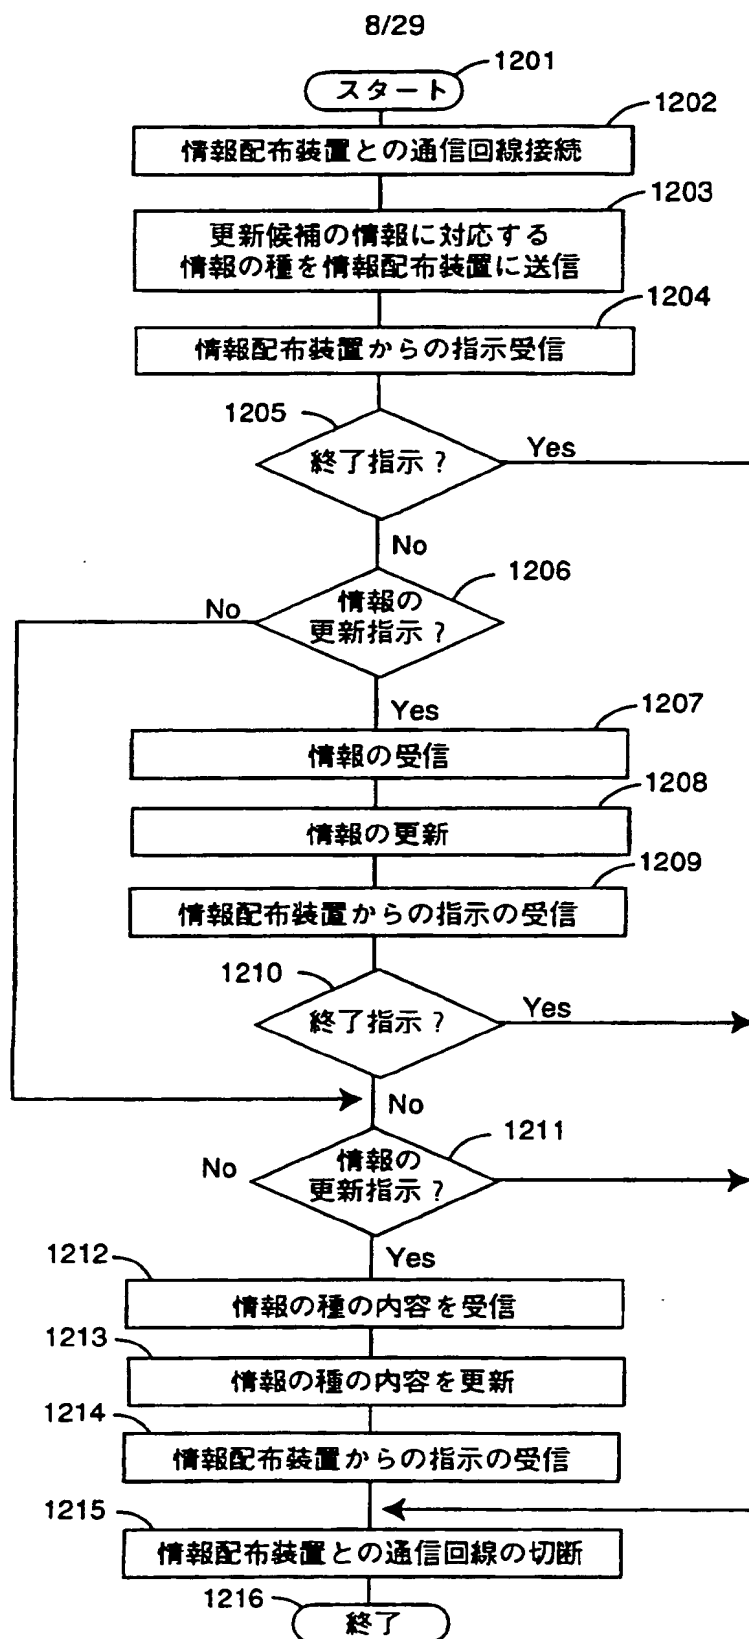 8/29
1201
スタート
1202
情報配布装置との通信回線接続
1203
更新候補の情報に対応する
情報の種を情報配布装置に送信
1204
情報配布装置からの指示受信
1205
終了指示？
Yes
No
1206
情報の
更新指示？
No
Yes
1207
情報の受信
1208
情報の更新
1209
情報配布装置からの指示の受信
1210
終了指示？
Yes
No
1211
情報の
更新指示？
No
Yes
1212
情報の種の内容を受信
1213
情報の種の内容を更新
1214
情報配布装置からの指示の受信
1215
情報配布装置との通信回線の切断
1216
終了